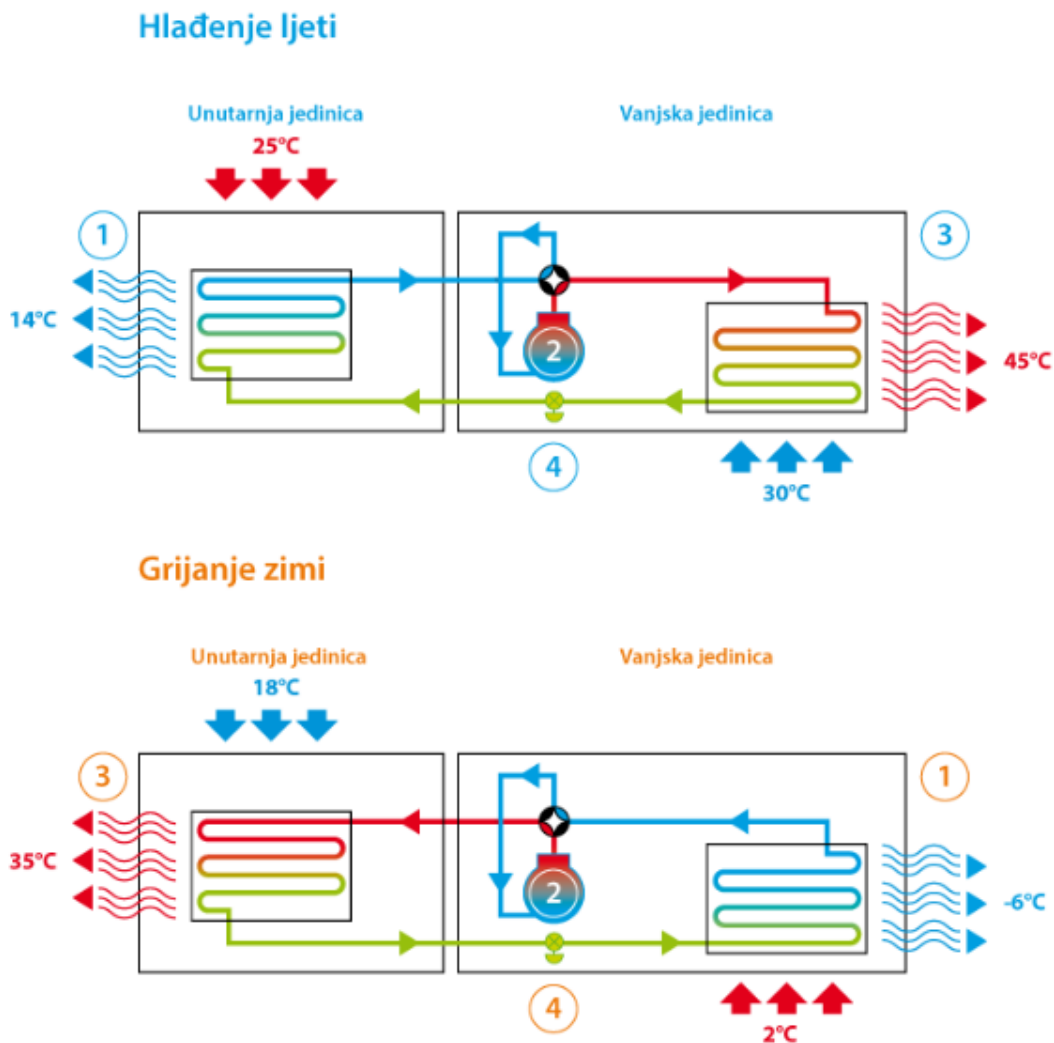 Hlađenje ljeti
Unutarnja jedinica
Vanjska jedinica
25°C
1
3
14°C
2
45°C
4
30°C
Grijanje zimi
Unutarnja jedinica
Vanjska jedinica
18°C
3
1
35°C
2
-6°C
4
2°C